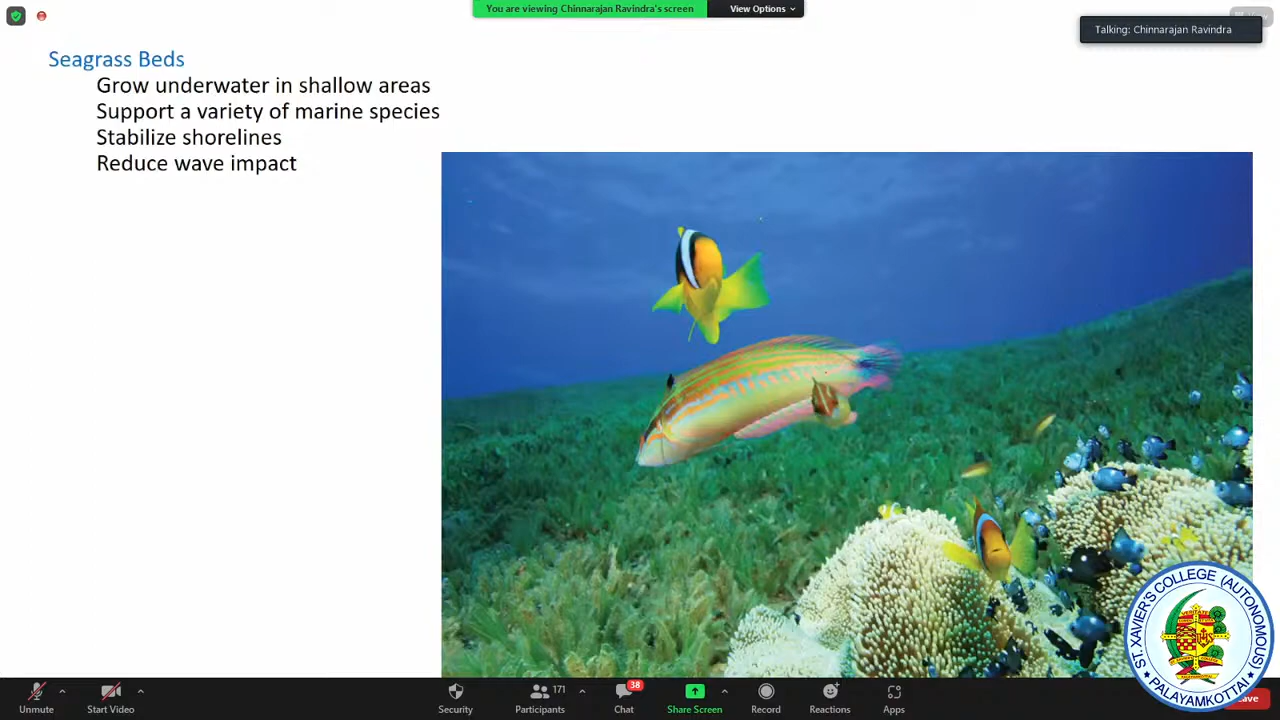 You are viewing Chinnarajan Ravindra's screen
View Options
View
Talking: Chinnarajan Ravindra
Seagrass Beds
Grow underwater in shallow areas
Support a variety of marine species
Stabilize shorelines
Reduce wave impact
ST. XAVIER'S COLLEGE (AUTONOMOUS)
PALAYAMKOTTAI
Unmute
Start Video
Security
171
Participants
38
Chat
Share Screen
Record
Reactions
Apps